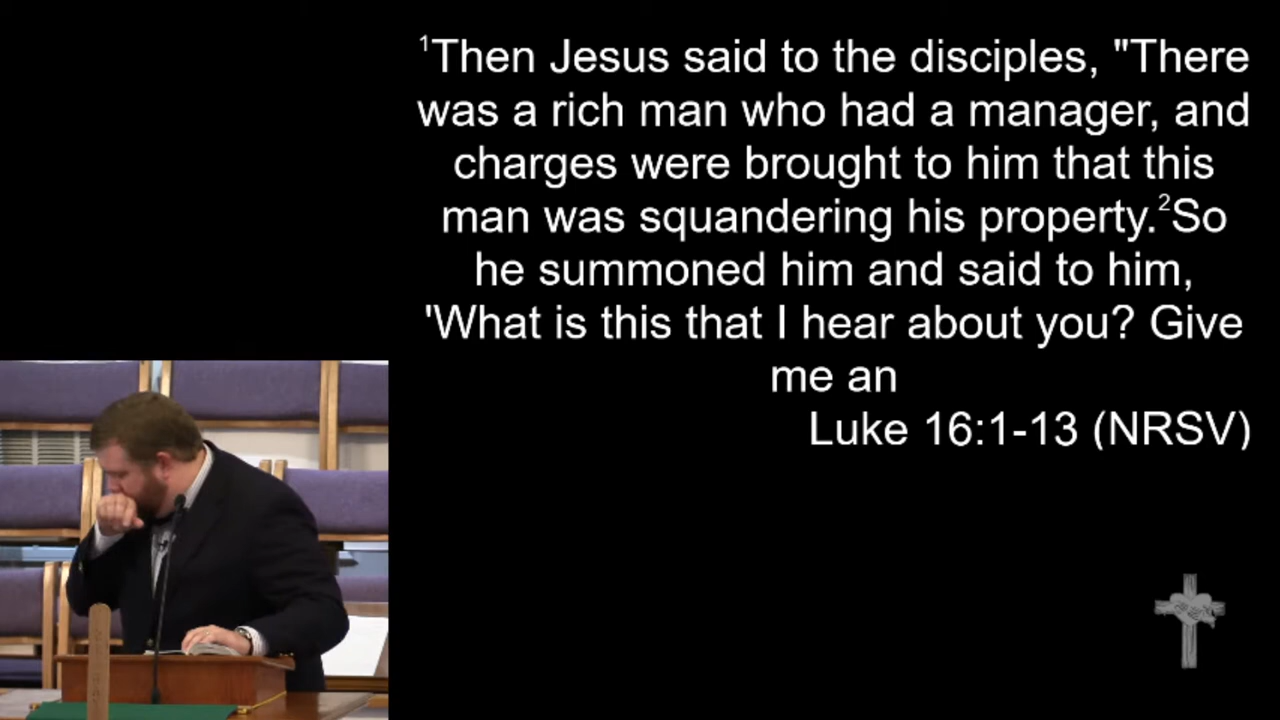 ¹Then Jesus said to the disciples, "There
was a rich man who had a manager, and
charges were brought to him that this
man was squandering his property.²So
he summoned him and said to him,
'What is this that I hear about you? Give
me an
Luke 16:1-13 (NRSV)